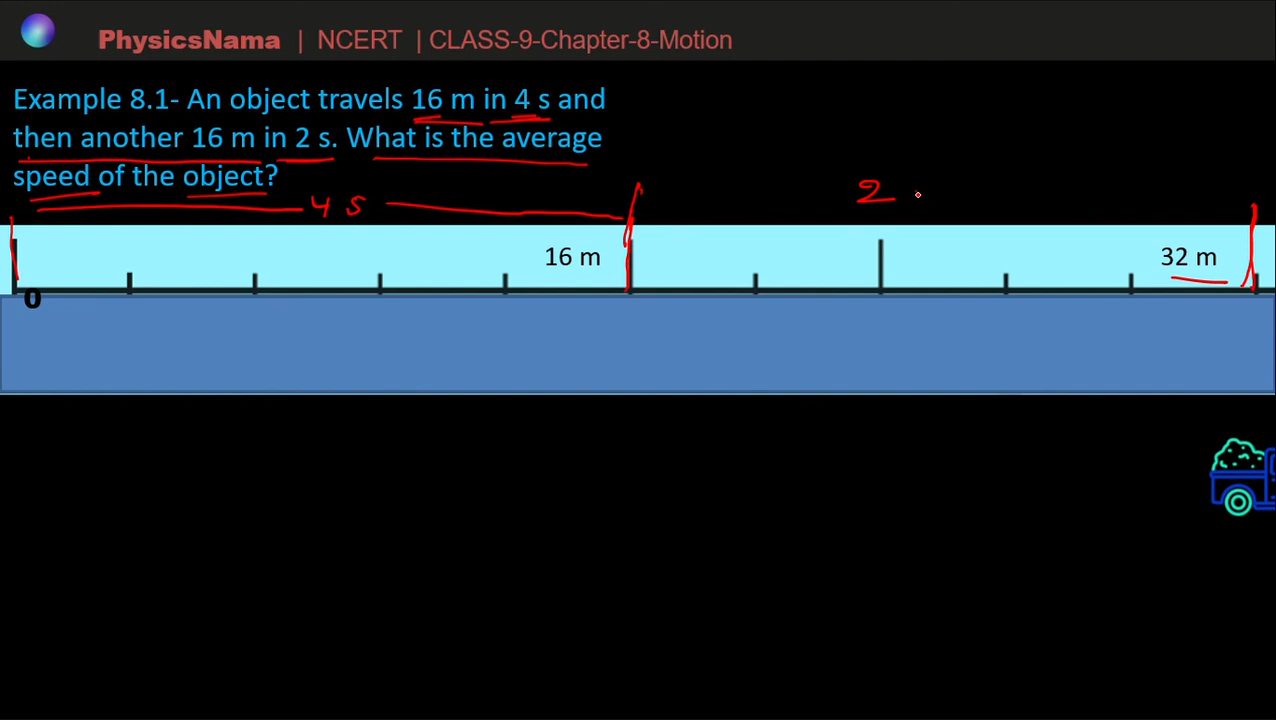 PhysicsNama | NCERT | CLASS-9-Chapter-8-Motion
Example 8.1- An object travels 16 m in 4 s and
then another 16 m in 2 s. What is the average
speed of the object?
4 s 2
16 m 32 m
0